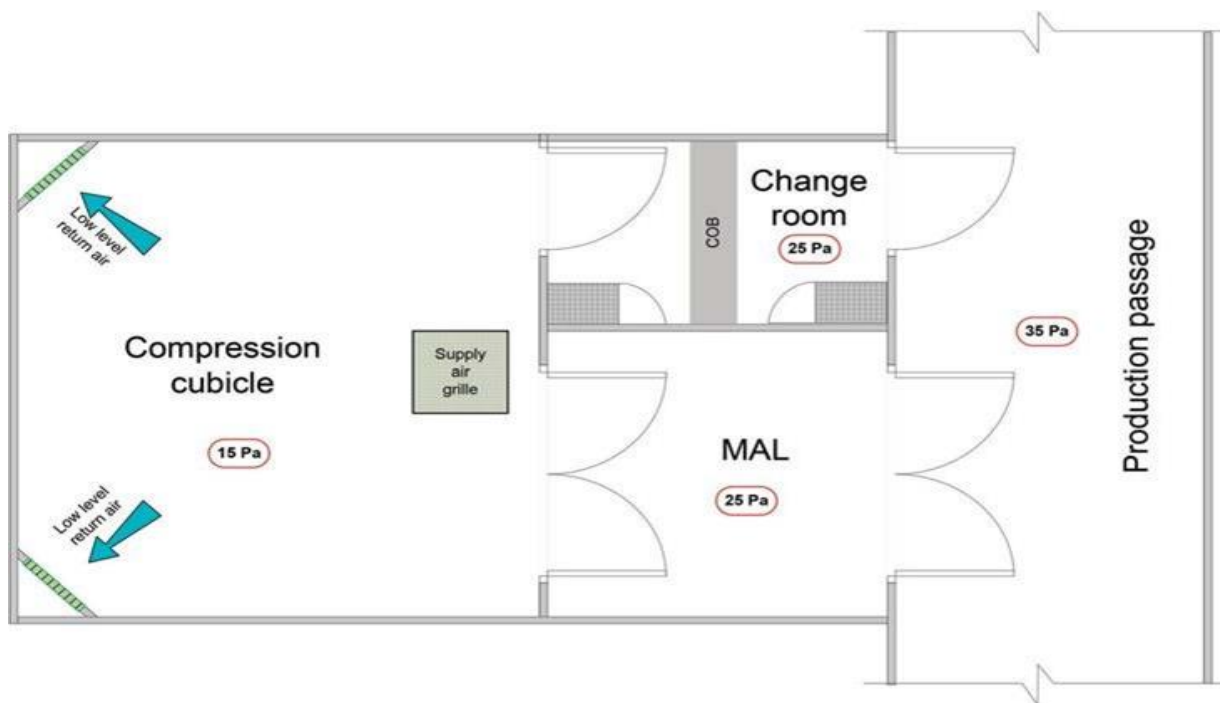 Low level
return air
Compression
cubicle
15 Pa
Low level
return air
Supply
air
grille
COB
Change
room
25 Pa
MAL
25 Pa
35 Pa
Production passage